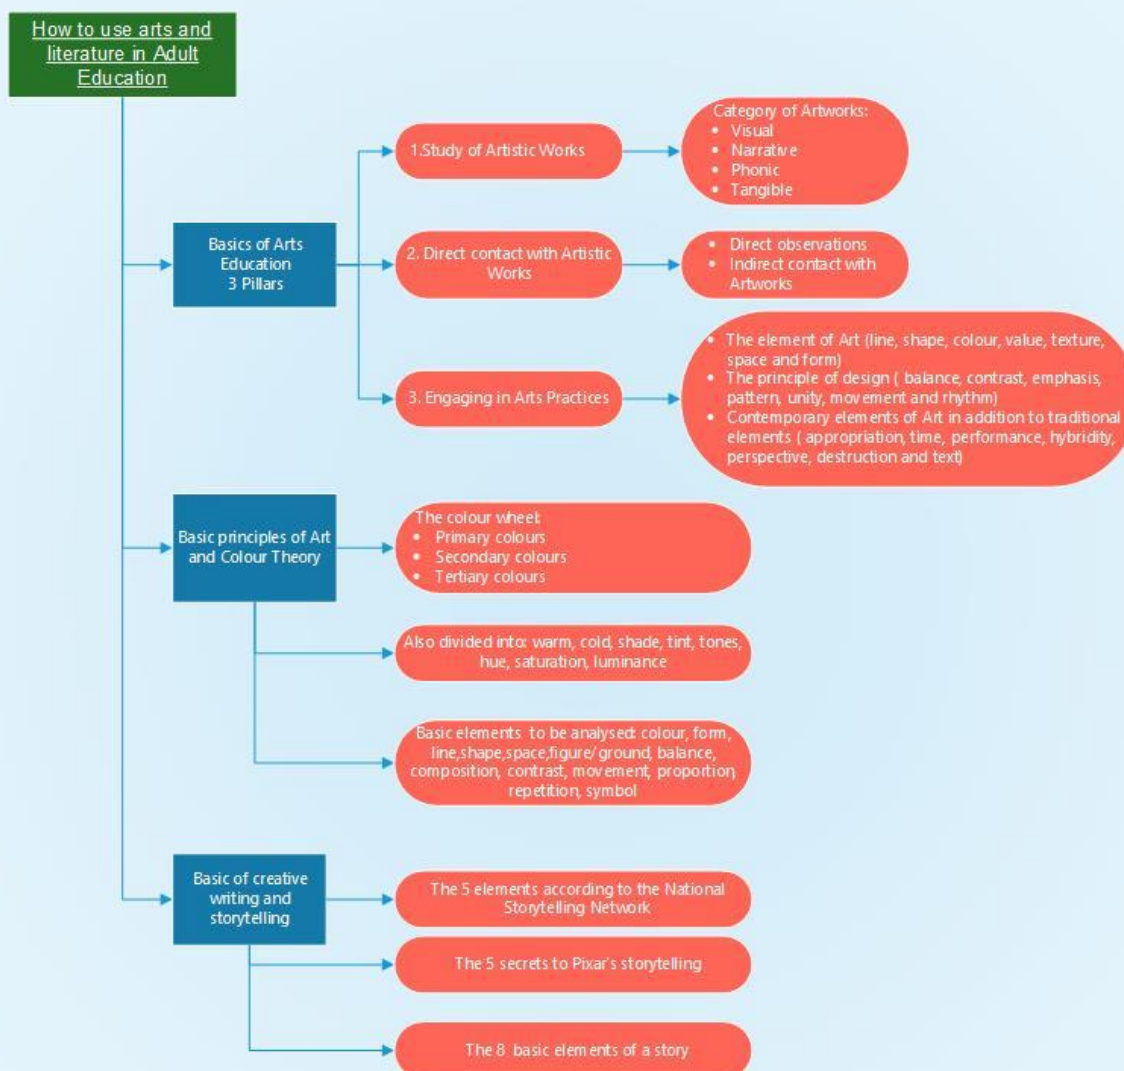 How to use arts and
literature in Adult
Education
Basics of Arts
Education
3 Pillars
1.Study of Artistic Works
Category of Artworks:
• Visual
• Narrative
• Phonic
• Tangible
2. Direct contact with Artistic
Works
• Direct observations
• Indirect contact with
Artworks
3. Engaging in Arts Practices
• The element of Art (line, shape, colour, value, texture,
space and form)
• The principle of design ( balance, contrast, emphasis,
pattern, unity, movement and rhythm)
• Contemporary elements of Art in addition to traditional
elements ( appropriation, time, performance, hybridity,
perspective, destruction and text)
Basic principles of Art
and Colour Theory
The colour wheel:
• Primary colours
• Secondary colours
• Tertiary colours
Also divided into: warm, cold, shade, tint, tones,
hue, saturation, luminance
Basic elements to be analysed: colour, form,
line,shape,space,figure/ground, balance,
composition, contrast, movement, proportion,
repetition, symbol
Basic of creative
writing and
storytelling
The 5 elements according to the National
Storytelling Network
The 5 secrets to Pixar's storytelling
The 8 basic elements of a story